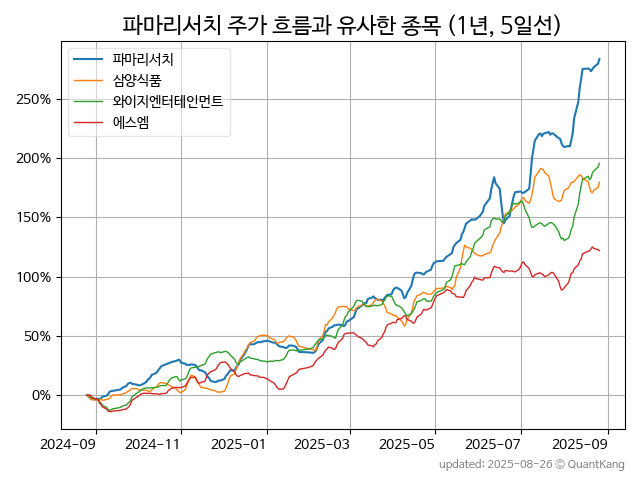 파마리서치 주가 흐름과 유사한 종목 (1년, 5일선)
파마리서치
삼양식품
와이지엔터테인먼트
에스엠
250%
200%
150%
100%
50%
0%
2024-09 2024-11 2025-01 2025-03 2025-05 2025-07 2025-09
updated: 2025-08-26 © QuantKang